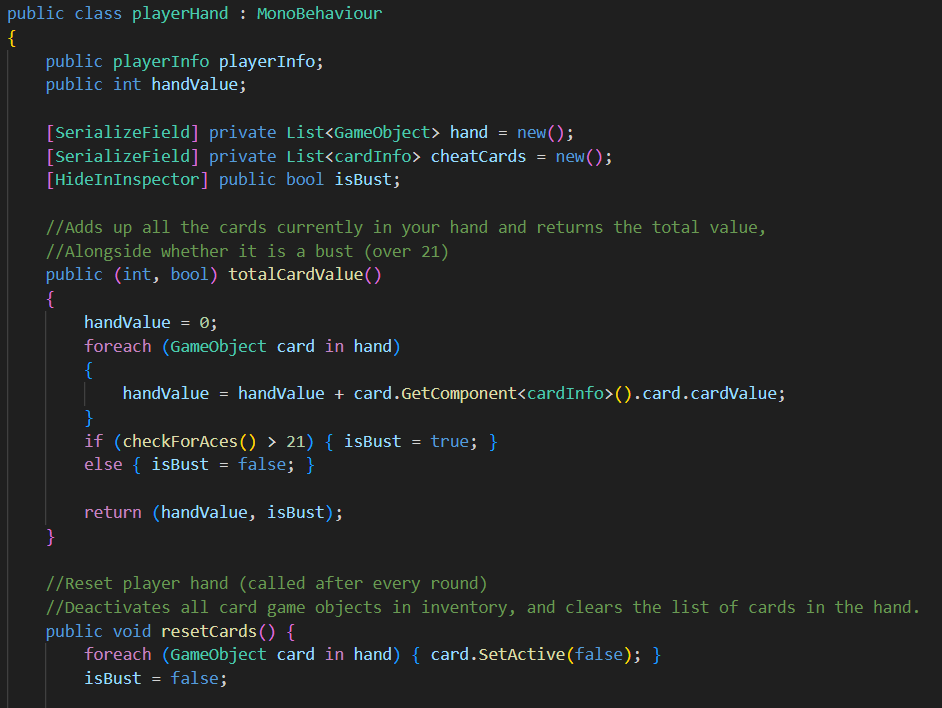 public class playerHand : MonoBehaviour
{
    public playerInfo playerInfo;
    public int handValue;

    [SerializeField] private List<GameObject> hand = new();
    [SerializeField] private List<cardInfo> cheatCards = new();
    [HideInInspector] public bool isBust;

    //Adds up all the cards currently in your hand and returns the total value,
    //Alongside whether it is a bust (over 21)
    public (int, bool) totalCardValue()
    {
        handValue = 0;
        foreach (GameObject card in hand)
        {
            handValue = handValue + card.GetComponent<cardInfo>().card.cardValue;
        }
        if (checkForAces() > 21) { isBust = true; }
        else { isBust = false; }

        return (handValue, isBust);
    }

    //Reset player hand (called after every round)
    //Deactivates all card game objects in inventory, and clears the list of cards in the hand.
    public void resetCards() {
        foreach (GameObject card in hand) { card.SetActive(false); }
        isBust = false;